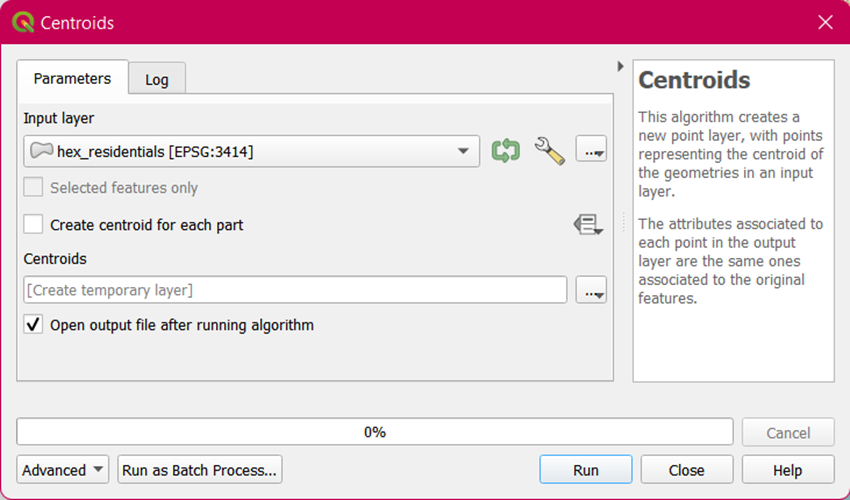 Centroids
Parameters
Log
Input layer
hex_residentials [EPSG:3414]
...
Selected features only
Create centroid for each part
Centroids
[Create temporary layer]
...
Open output file after running algorithm
Centroids
This algorithm creates a
new point layer, with points
representing the centroid of
the geometries in an input
layer.
The attributes associated to
each point in the output
layer are the same ones
associated to the original
features.
0%
Cancel
Advanced
Run as Batch Process...
Run
Close
Help